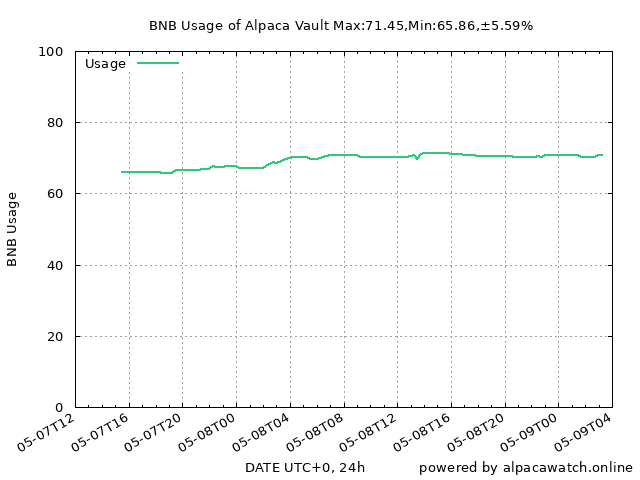 BNB Usage of Alpaca Vault Max:71.45,Min:65.86,±5.59%
100
Usage
80
60
40
20
0
BNB Usage
05-07T12
05-07T16
05-07T20
05-08T00
05-08T04
05-08T08
05-08T12
05-08T16
05-08T20
05-09T00
05-09T04
DATE UTC+0, 24h
powered by alpacawatch.online